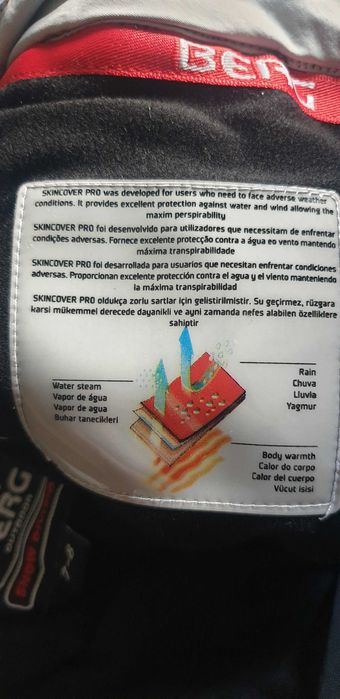 BERG
SKINCOVER PRO was developed for users who need to face adverse weather
conditions. It provides excellent protection against water and wind allowing the
maxim perspirability
SKINCOVER PRO foi desenvolvido para utilizadores que necessitam de enfrentar
condições adversas. Fornece excelente protecção contra a água eo vento mantendo
máxima transpirabilidade
SKINCOVER PRO foi desarrollada para usuarios que necesitan enfrentar condiciones
adversas. Proporcionan excelente protección contra el agua y el viento manteniendo
la máxima transpirabilidad
SKINCOVER PRO oldukça zorlu sartlar için gelistirilmistir. Su geçirmez, rüzgara
karsi mükemmel derecede dayanikli ve ayni zamanda nefes alabilen özelliklere
sahiptir
Rain
Chuva
Lluvia
Yagmur
Water steam
Vapor de água
Vapor de agua
Buhar tanecikleri
Body warmth
Calor do corpo
Calor del cuerpo
Vücut isisi
ERG
SNOW